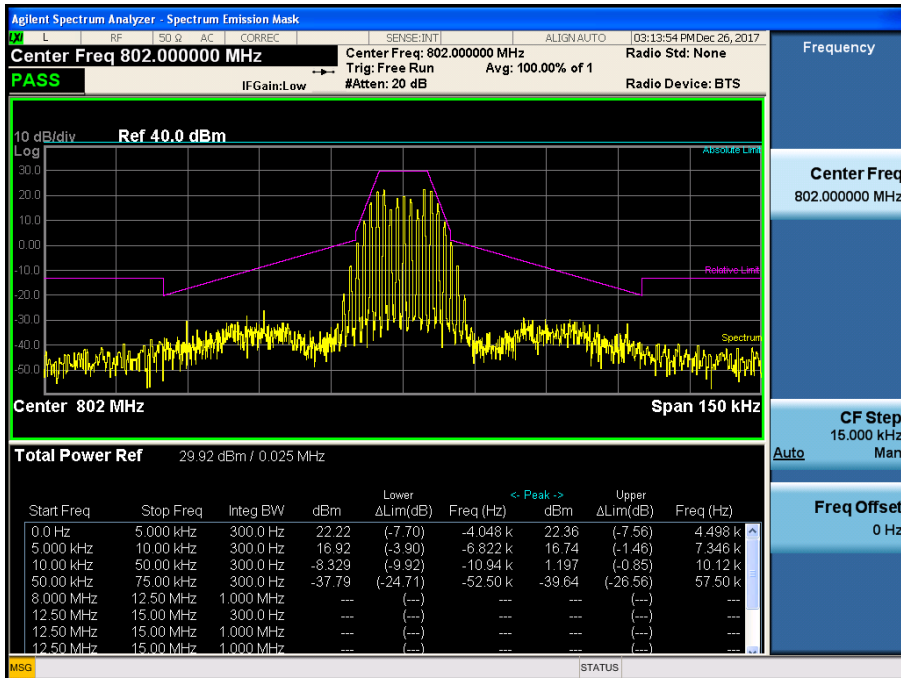 Agilent Spectrum Analyzer - Spectrum Emission Mask
LXI L RF 50 Ω AC CORREC SENSE:INT ALIGN AUTO 03:13:54 PM Dec 26, 2017
Center Freq 802.000000 MHz
Center Freq: 802.000000 MHz Radio Std: None
Trig: Free Run Avg: 100.00% of 1
PASS IFGain:Low #Atten: 20 dB Radio Device: BTS
Frequency
10 dB/div Ref 40.0 dBm
Log
Absolute Limit
30.0
20.0
10.0
0.00
-10.0
Relative Limit
-20.0
-30.0
Spectrum
-40.0
-50.0
Center 802 MHz Span 150 kHz
Center Freq
802.000000 MHz
CF Step
15.000 kHz
Auto Man
Freq Offset
0 Hz
Total Power Ref 29.92 dBm / 0.025 MHz
Lower <- Peak -> Upper
Start Freq Stop Freq Integ BW dBm ΔLim(dB) Freq (Hz) dBm ΔLim(dB) Freq (Hz)
0.0 Hz 5.000 kHz 300.0 Hz 22.22 (-7.70) -4.048 k 22.36 (-7.56) 4.498 k
5.000 kHz 10.00 kHz 300.0 Hz 16.92 (-3.90) -6.822 k 16.74 (-1.46) 7.346 k
10.00 kHz 50.00 kHz 300.0 Hz -8.329 (-9.92) -10.94 k 1.197 (-0.85) 10.12 k
50.00 kHz 75.00 kHz 300.0 Hz -37.79 (-24.71) -52.50 k -39.64 (-26.56) 57.50 k
8.000 MHz 12.50 MHz 1.000 MHz --- (---) --- (---)
12.50 MHz 15.00 MHz 300.0 Hz --- (---) --- --- (---) ---
12.50 MHz 15.00 MHz 1.000 MHz --- (---) --- --- (---) ---
12.50 MHz 15.00 MHz 1.000 MHz --- (---) --- --- (---) ---
MSG STATUS